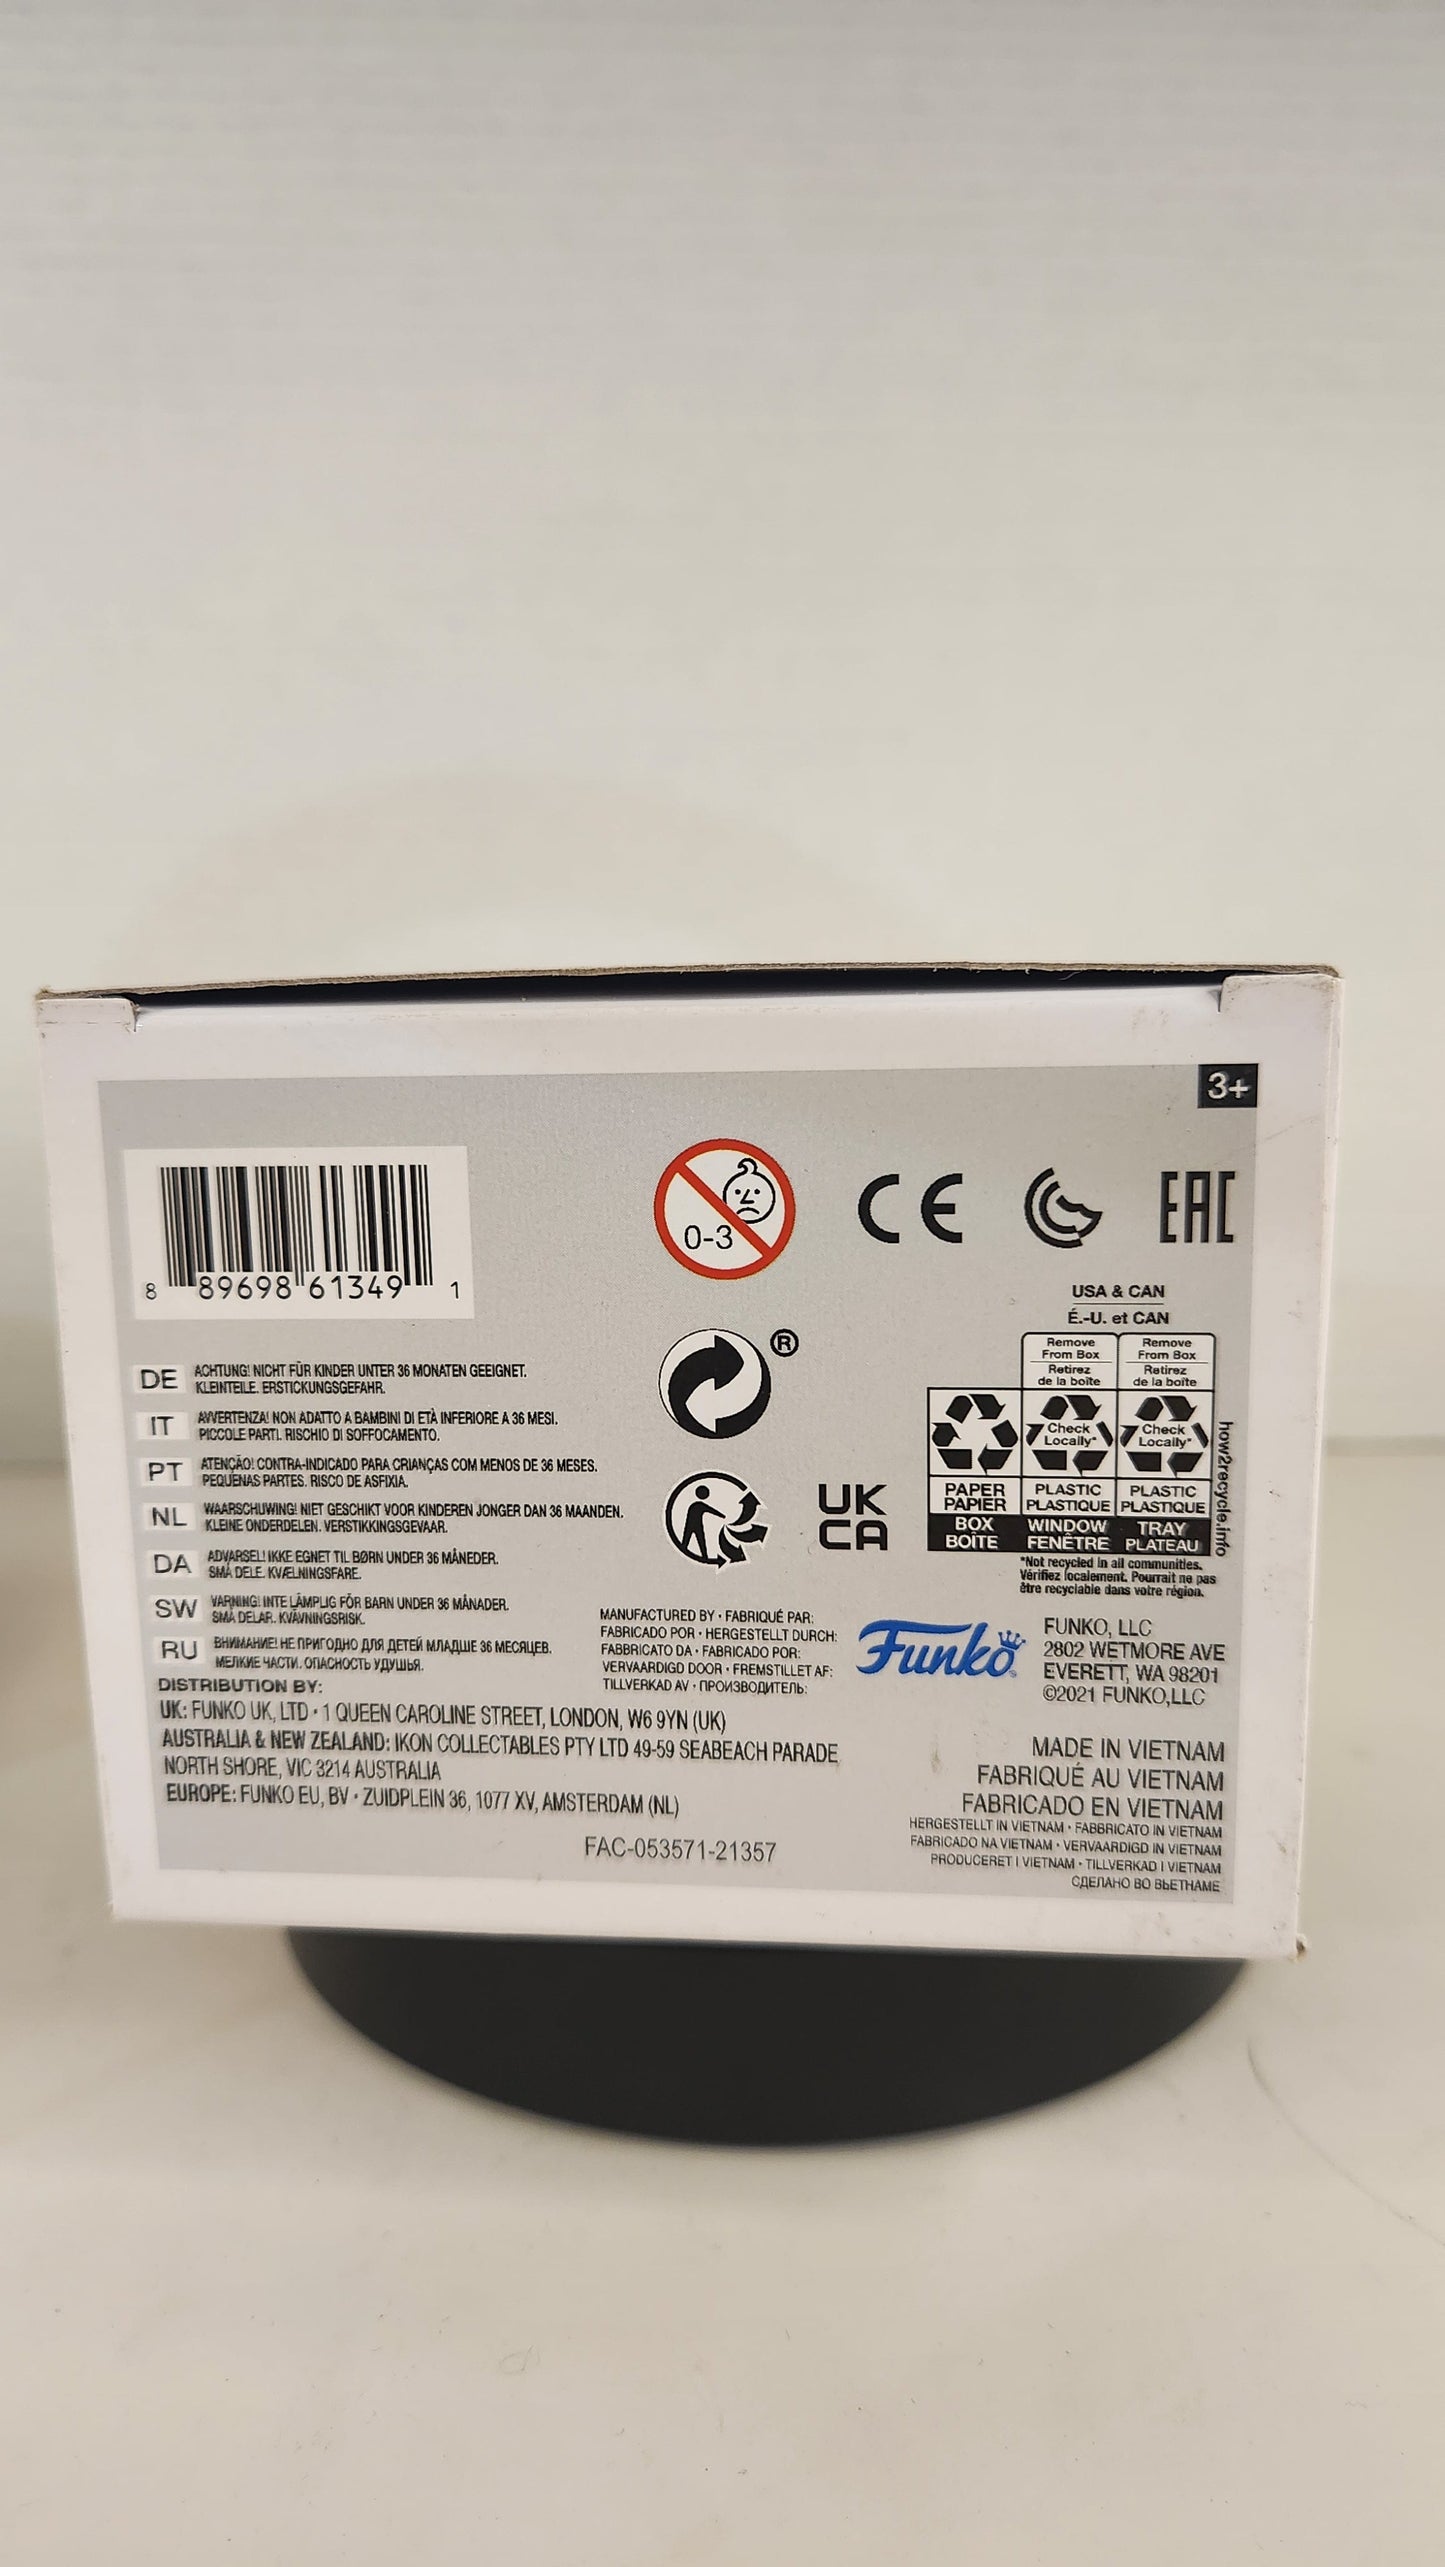 3+
8 89698 61349 1
0-3
CE
EAC
®
UK
CA
USA & CAN
É.-U. et CAN
Remove
From Box
Retirez
de la boîte
Remove
From Box
Retirez
de la boîte
Check
Locally*
Check
Locally*
PAPER
PAPIER
PLASTIC
PLASTIQUE
PLASTIC
PLASTIQUE
BOX
BOÎTE
WINDOW
FENÊTRE
TRAY
PLATEAU
how2recycle.info
*Not recycled in all communities.
Vérifiez localement. Pourrait ne pas
être recyclable dans votre région.
DE ACHTUNG! NICHT FÜR KINDER UNTER 36 MONATEN GEEIGNET.
KLEINTEILE. ERSTICKUNGSGEFAHR.
IT AVVERTENZA! NON ADATTO A BAMBINI DI ETÀ INFERIORE A 36 MESI.
PICCOLE PARTI. RISCHIO DI SOFFOCAMENTO.
PT ATENÇÃO! CONTRA-INDICADO PARA CRIANÇAS COM MENOS DE 36 MESES.
PEQUENAS PARTES. RISCO DE ASFIXIA.
NL WAARSCHUWING! NIET GESCHIKT VOOR KINDEREN JONGER DAN 36 MAANDEN.
KLEINE ONDERDELEN. VERSTIKKINGSGEVAAR.
DA ADVARSEL! IKKE EGNET TIL BØRN UNDER 36 MÅNEDER.
SMÅ DELE. KVÆLNINGSFARE.
SW VARNING! INTE LÄMPLIG FÖR BARN UNDER 36 MÅNADER.
SMÅ DELAR. KVÄVNINGSRISK.
RU ВНИМАНИЕ! НЕ ПРИГОДНО ДЛЯ ДЕТЕЙ МЛАДШЕ 36 МЕСЯЦЕВ.
МЕЛКИЕ ЧАСТИ. ОПАСНОСТЬ УДУШЬЯ.
DISTRIBUTION BY:
UK: FUNKO UK, LTD • 1 QUEEN CAROLINE STREET, LONDON, W6 9YN (UK)
AUSTRALIA & NEW ZEALAND: IKON COLLECTABLES PTY LTD 49-59 SEABEACH PARADE
NORTH SHORE, VIC 3214 AUSTRALIA
EUROPE: FUNKO EU, BV • ZUIDPLEIN 36, 1077 XV, AMSTERDAM (NL)
FAC-053571-21357
MANUFACTURED BY • FABRIQUÉ PAR:
FABRICADO POR • HERGESTELLT DURCH:
FABBRICATO DA • FABRICADO POR:
VERVAARDIGD DOOR • FREMSTILLET AF:
TILLVERKAD AV • ПРОИЗВОДИТЕЛЬ:
Funko
FUNKO, LLC
2802 WETMORE AVE
EVERETT, WA 98201
©2021 FUNKO,LLC
MADE IN VIETNAM
FABRIQUÉ AU VIETNAM
FABRICADO EN VIETNAM
HERGESTELLT IN VIETNAM • FABBRICATO IN VIETNAM
FABRICADO NA VIETNAM • VERVAARDIGD IN VIETNAM
PRODUCERET I VIETNAM • TILLVERKAD I VIETNAM
СДЕЛАНО ВО ВЬЕТНАМЕ